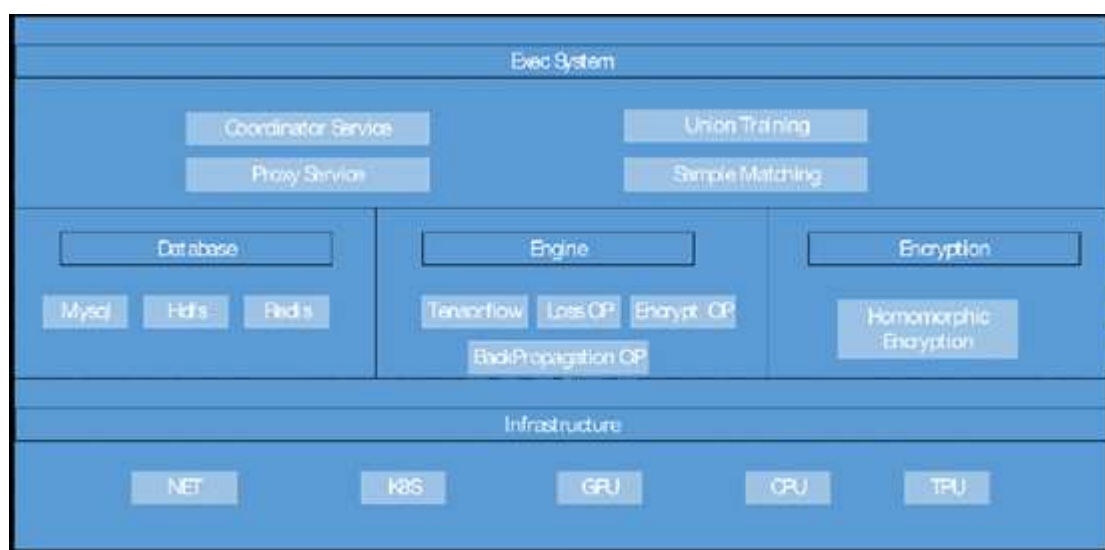 Exec System
Coordinator Service
Union Training
Proxy Service
Sample Matching
Database
Engine
Encryption
Mysql
Hdfs
Redis
Tensorflow
Loss OP
Encrypt OP
BackPropagation OP
Homomorphic
Encryption
Infrastructure
NET
K8S
GPU
CPU
TPU